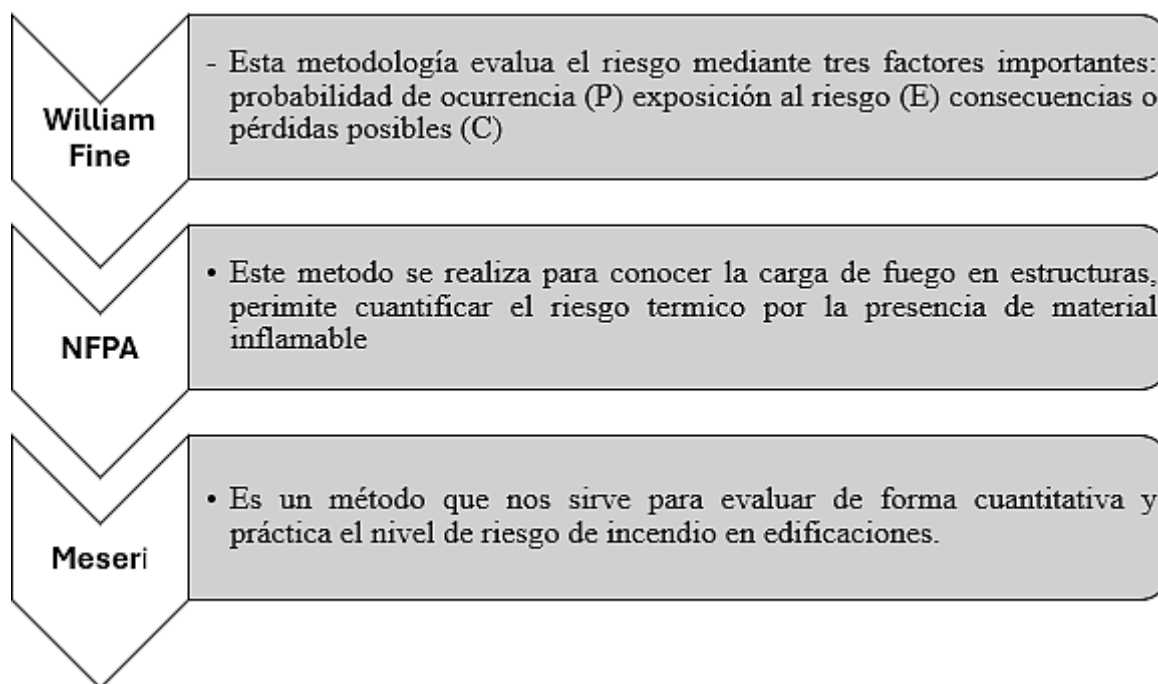 William
Fine
- Esta metodología evalua el riesgo mediante tres factores importantes:
probabilidad de ocurrencia (P) exposición al riesgo (E) consecuencias o
pérdidas posibles (C)
NFPA
• Este metodo se realiza para conocer la carga de fuego en estructuras,
perimite cuantificar el riesgo termico por la presencia de material
inflamable
Meseri
• Es un método que nos sirve para evaluar de forma cuantitativa y
práctica el nivel de riesgo de incendio en edificaciones.